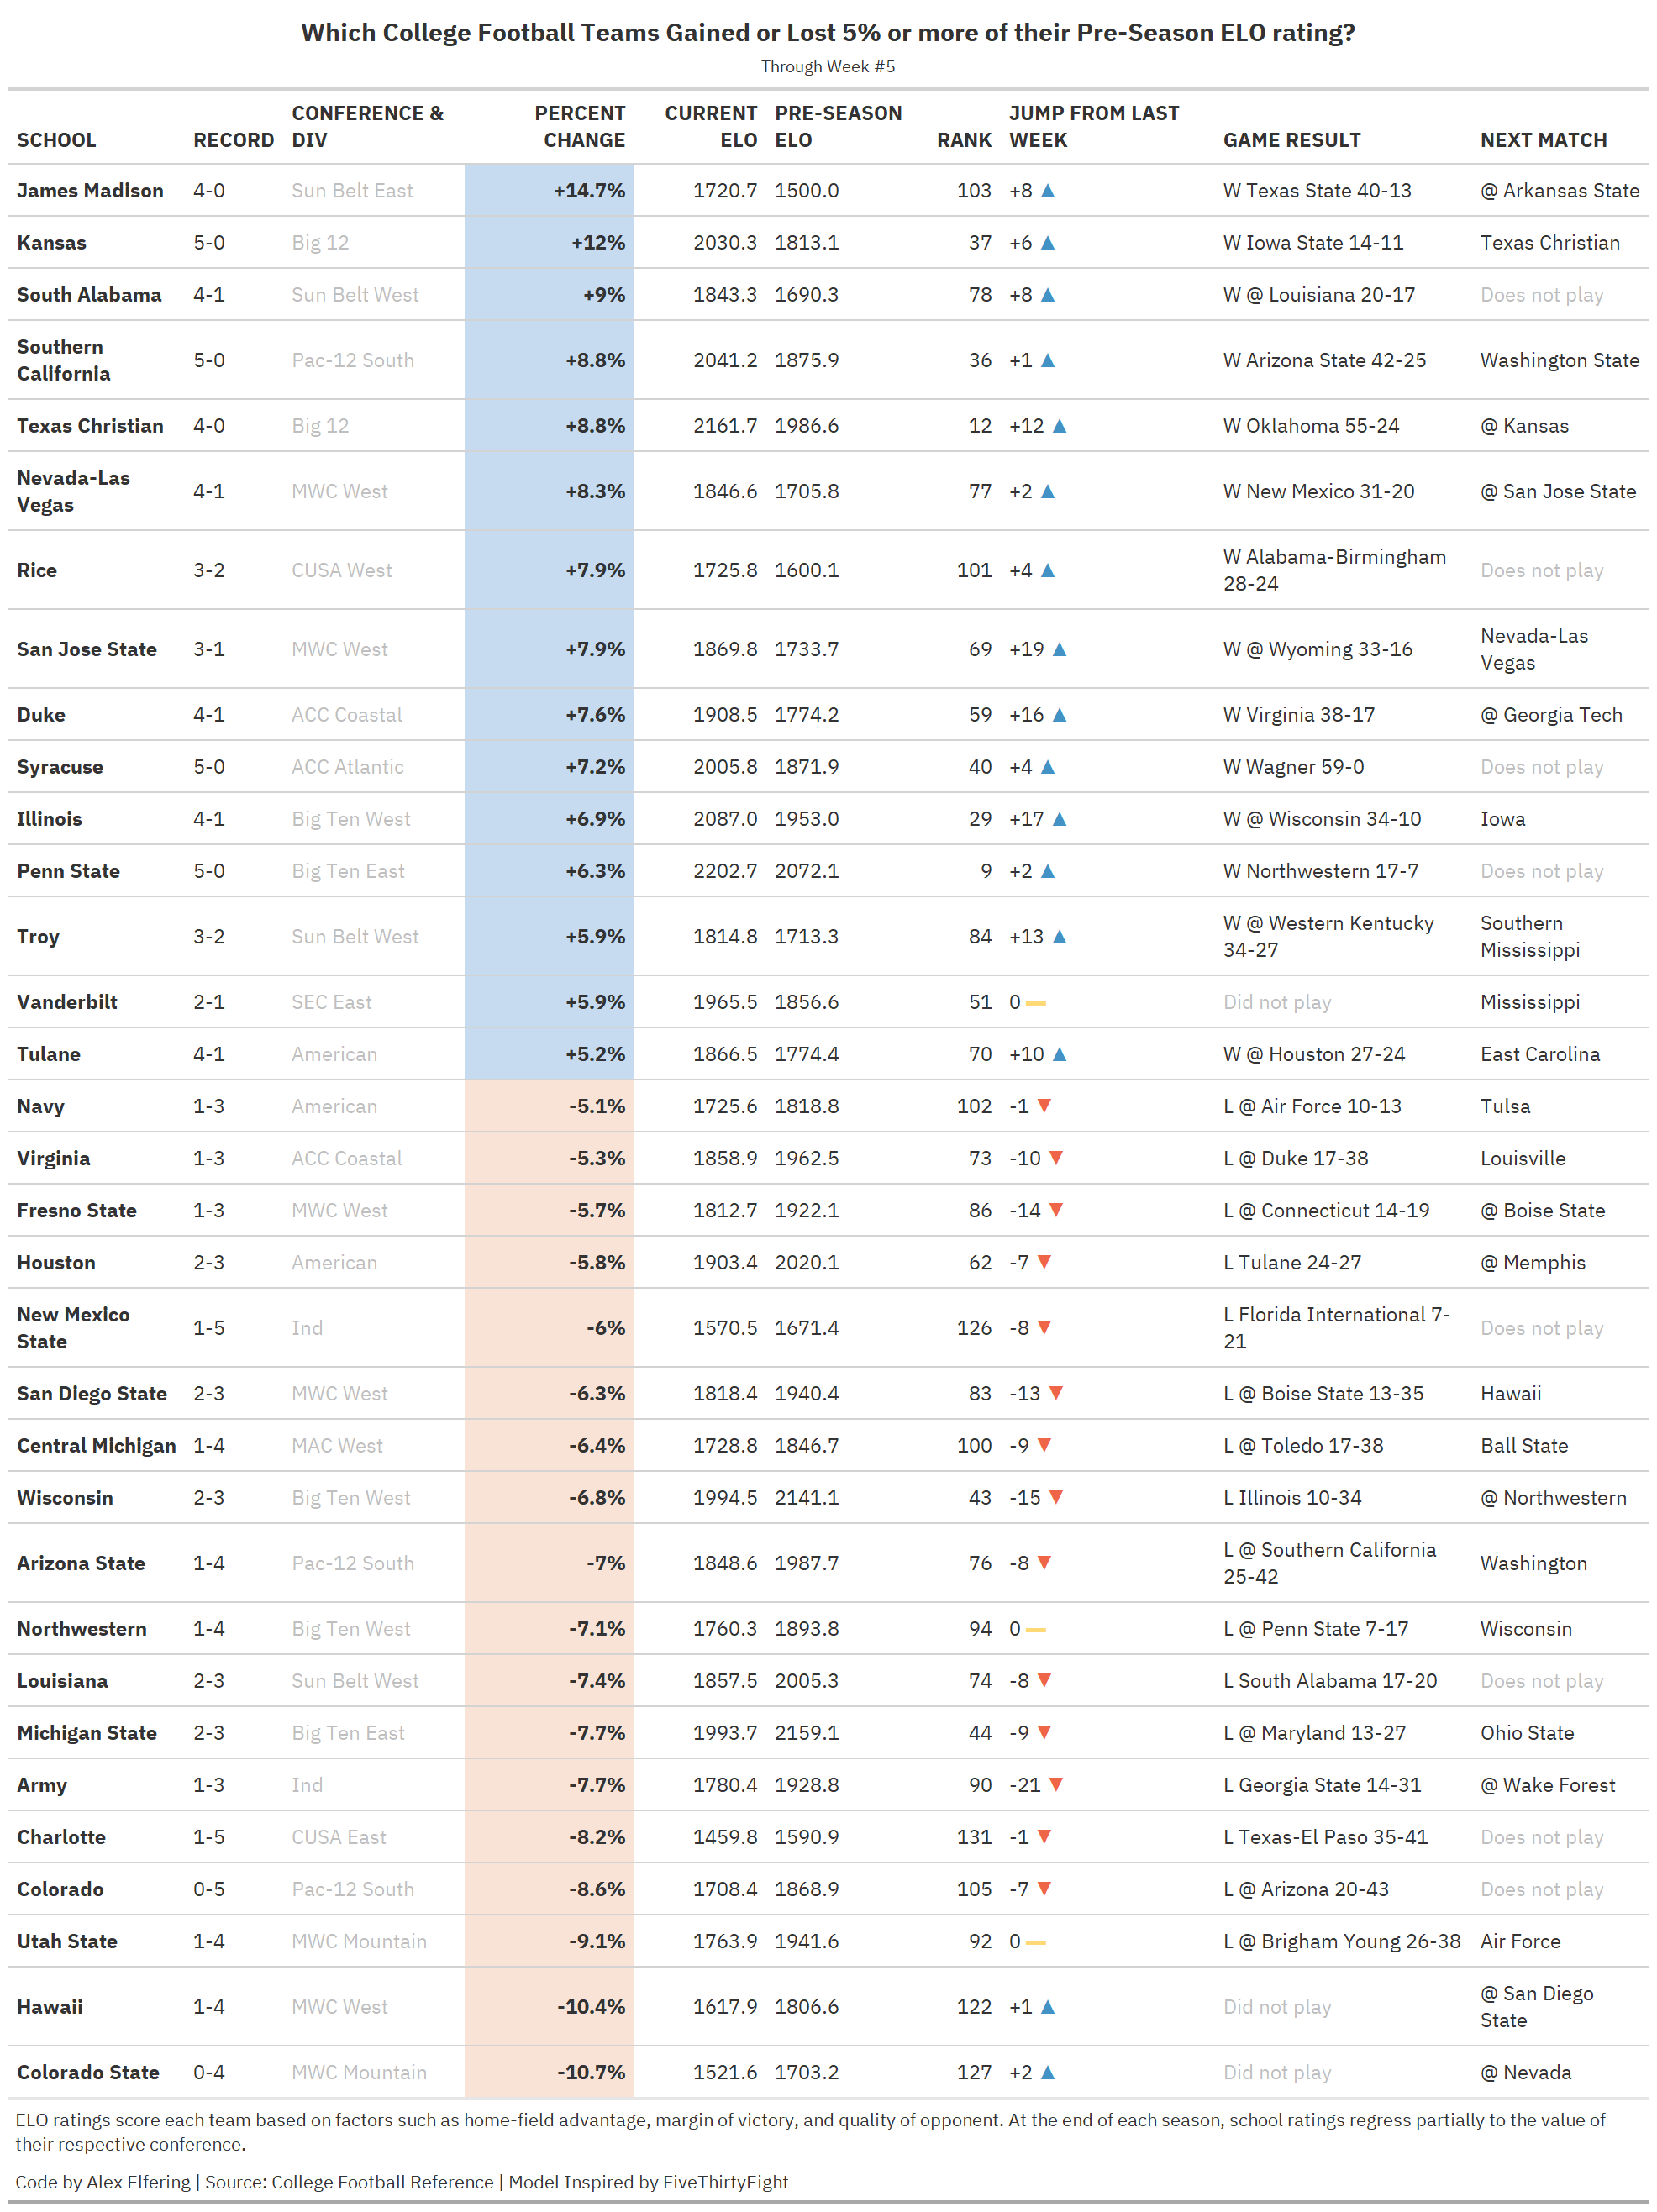 Which College Football Teams Gained or Lost 5% or more of their Pre-Season ELO rating?
Through Week #5
SCHOOL RECORD CONFERENCE & DIV PERCENT CHANGE CURRENT ELO PRE-SEASON ELO RANK JUMP FROM LAST WEEK GAME RESULT NEXT MATCH
James Madison 4-0 Sun Belt East +14.7% 1720.7 1500.0 103 +8 ▲ W Texas State 40-13 @ Arkansas State
Kansas 5-0 Big 12 +12% 2030.3 1813.1 37 +6 ▲ W Iowa State 14-11 Texas Christian
South Alabama 4-1 Sun Belt West +9% 1843.3 1690.3 78 +8 ▲ W @ Louisiana 20-17 Does not play
Southern California 5-0 Pac-12 South +8.8% 2041.2 1875.9 36 +1 ▲ W Arizona State 42-25 Washington State
Texas Christian 4-0 Big 12 +8.8% 2161.7 1986.6 12 +12 ▲ W Oklahoma 55-24 @ Kansas
Nevada-Las Vegas 4-1 MWC West +8.3% 1846.6 1705.8 77 +2 ▲ W New Mexico 31-20 @ San Jose State
Rice 3-2 CUSA West +7.9% 1725.8 1600.1 101 +4 ▲ W Alabama-Birmingham 28-24 Does not play
San Jose State 3-1 MWC West +7.9% 1869.8 1733.7 69 +19 ▲ W @ Wyoming 33-16 Nevada-Las Vegas
Duke 4-1 ACC Coastal +7.6% 1908.5 1774.2 59 +16 ▲ W Virginia 38-17 @ Georgia Tech
Syracuse 5-0 ACC Atlantic +7.2% 2005.8 1871.9 40 +4 ▲ W Wagner 59-0 Does not play
Illinois 4-1 Big Ten West +6.9% 2087.0 1953.0 29 +17 ▲ W @ Wisconsin 34-10 Iowa
Penn State 5-0 Big Ten East +6.3% 2202.7 2072.1 9 +2 ▲ W Northwestern 17-7 Does not play
Troy 3-2 Sun Belt West +5.9% 1814.8 1713.3 84 +13 ▲ W @ Western Kentucky 34-27 Southern Mississippi
Vanderbilt 2-1 SEC East +5.9% 1965.5 1856.6 51 0 — Did not play Mississippi
Tulane 4-1 American +5.2% 1866.5 1774.4 70 +10 ▲ W @ Houston 27-24 East Carolina
Navy 1-3 American -5.1% 1725.6 1818.8 102 -1 ▼ L @ Air Force 10-13 Tulsa
Virginia 1-3 ACC Coastal -5.3% 1858.9 1962.5 73 -10 ▼ L @ Duke 17-38 Louisville
Fresno State 1-3 MWC West -5.7% 1812.7 1922.1 86 -14 ▼ L @ Connecticut 14-19 @ Boise State
Houston 2-3 American -5.8% 1903.4 2020.1 62 -7 ▼ L Tulane 24-27 @ Memphis
New Mexico State 1-5 Ind -6% 1570.5 1671.4 126 -8 ▼ L Florida International 7-21 Does not play
San Diego State 2-3 MWC West -6.3% 1818.4 1940.4 83 -13 ▼ L @ Boise State 13-35 Hawaii
Central Michigan 1-4 MAC West -6.4% 1728.8 1846.7 100 -9 ▼ L @ Toledo 17-38 Ball State
Wisconsin 2-3 Big Ten West -6.8% 1994.5 2141.1 43 -15 ▼ L Illinois 10-34 @ Northwestern
Arizona State 1-4 Pac-12 South -7% 1848.6 1987.7 76 -8 ▼ L @ Southern California 25-42 Washington
Northwestern 1-4 Big Ten West -7.1% 1760.3 1893.8 94 0 — L @ Penn State 7-17 Wisconsin
Louisiana 2-3 Sun Belt West -7.4% 1857.5 2005.3 74 -8 ▼ L South Alabama 17-20 Does not play
Michigan State 2-3 Big Ten East -7.7% 1993.7 2159.1 44 -9 ▼ L @ Maryland 13-27 Ohio State
Army 1-3 Ind -7.7% 1780.4 1928.8 90 -21 ▼ L Georgia State 14-31 @ Wake Forest
Charlotte 1-5 CUSA East -8.2% 1459.8 1590.9 131 -1 ▼ L Texas-El Paso 35-41 Does not play
Colorado 0-5 Pac-12 South -8.6% 1708.4 1868.9 105 -7 ▼ L @ Arizona 20-43 Does not play
Utah State 1-4 MWC Mountain -9.1% 1763.9 1941.6 92 0 — L @ Brigham Young 26-38 Air Force
Hawaii 1-4 MWC West -10.4% 1617.9 1806.6 122 +1 ▲ Did not play @ San Diego State
Colorado State 0-4 MWC Mountain -10.7% 1521.6 1703.2 127 +2 ▲ Did not play @ Nevada
ELO ratings score each team based on factors such as home-field advantage, margin of victory, and quality of opponent. At the end of each season, school ratings regress partially to the value of
their respective conference.
Code by Alex Elfering | Source: College Football Reference | Model Inspired by FiveThirtyEight